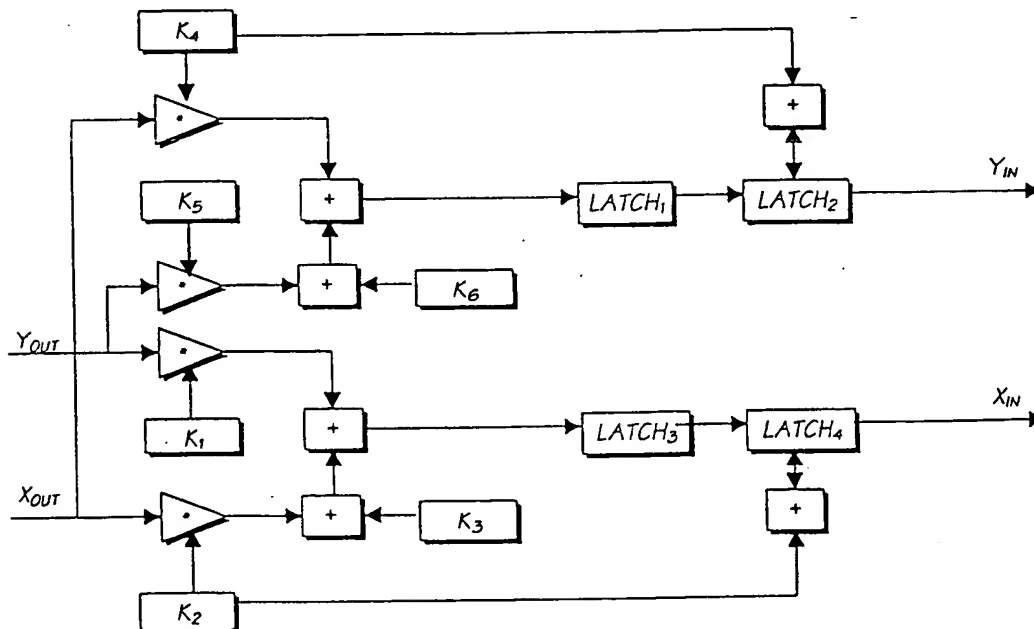 K4
+
*
K5
+
LATCH1
LATCH2
YIN
*
+
K6
YOUT
*
K1
+
LATCH3
LATCH4
XIN
XOUT
*
+
K3
+
K2